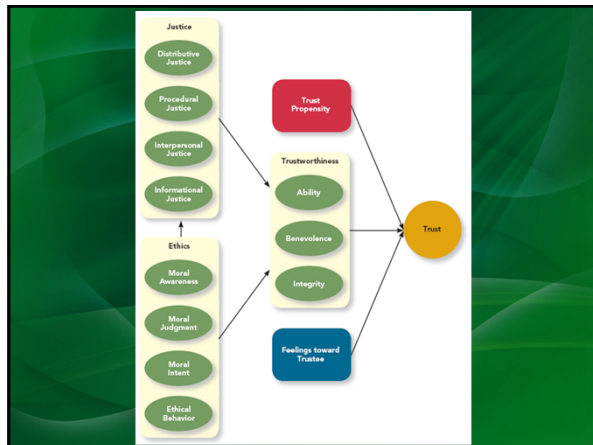 Justice
Distributive
Justice
Procedural
Justice
Interpersonal
Justice
Informational
Justice
Ethics
Moral
Awareness
Moral
Judgment
Moral
Intent
Ethical
Behavior
Trust
Propensity
Trustworthiness
Ability
Benevolence
Integrity
Feelings toward
Trustee
Trust